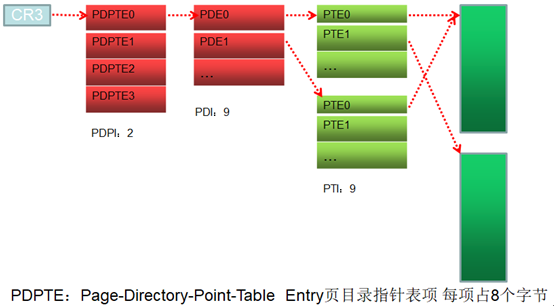 CR3
PDPTE0
PDPTE1
PDPTE2
PDPTE3
PDPI：2
PDE0
PDE1
...
PDI：9
PTE0
PTE1
...
PTE0
PTE1
...
PTI：9
PDPTE：Page-Directory-Point-Table Entry页目录指针表项 每项占8个字节